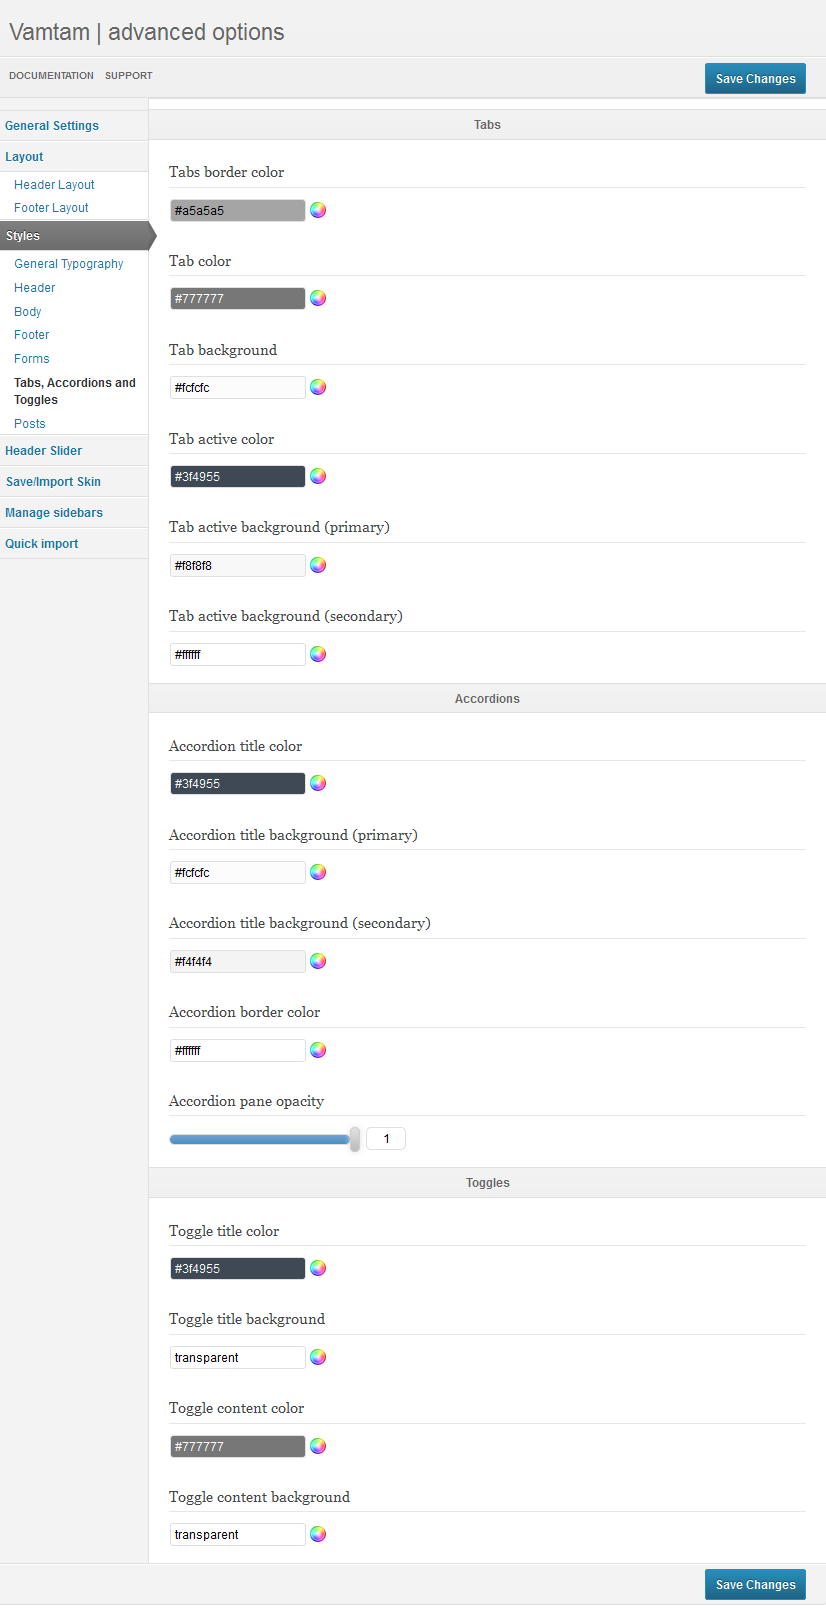 Vamtam | advanced options
DOCUMENTATION SUPPORT
Save Changes
General Settings
Layout
Header Layout
Footer Layout
Styles
General Typography
Header
Body
Footer
Forms
Tabs, Accordions and
Toggles
Posts
Header Slider
Save/Import Skin
Manage sidebars
Quick import
Tabs
Tabs border color
#a5a5a5
Tab color
#777777
Tab background
#fcfcfc
Tab active color
#3f4955
Tab active background (primary)
#f8f8f8
Tab active background (secondary)
#ffffff
Accordions
Accordion title color
#3f4955
Accordion title background (primary)
#fcfcfc
Accordion title background (secondary)
#f4f4f4
Accordion border color
#ffffff
Accordion pane opacity
1
Toggles
Toggle title color
#3f4955
Toggle title background
transparent
Toggle content color
#777777
Toggle content background
transparent
Save Changes